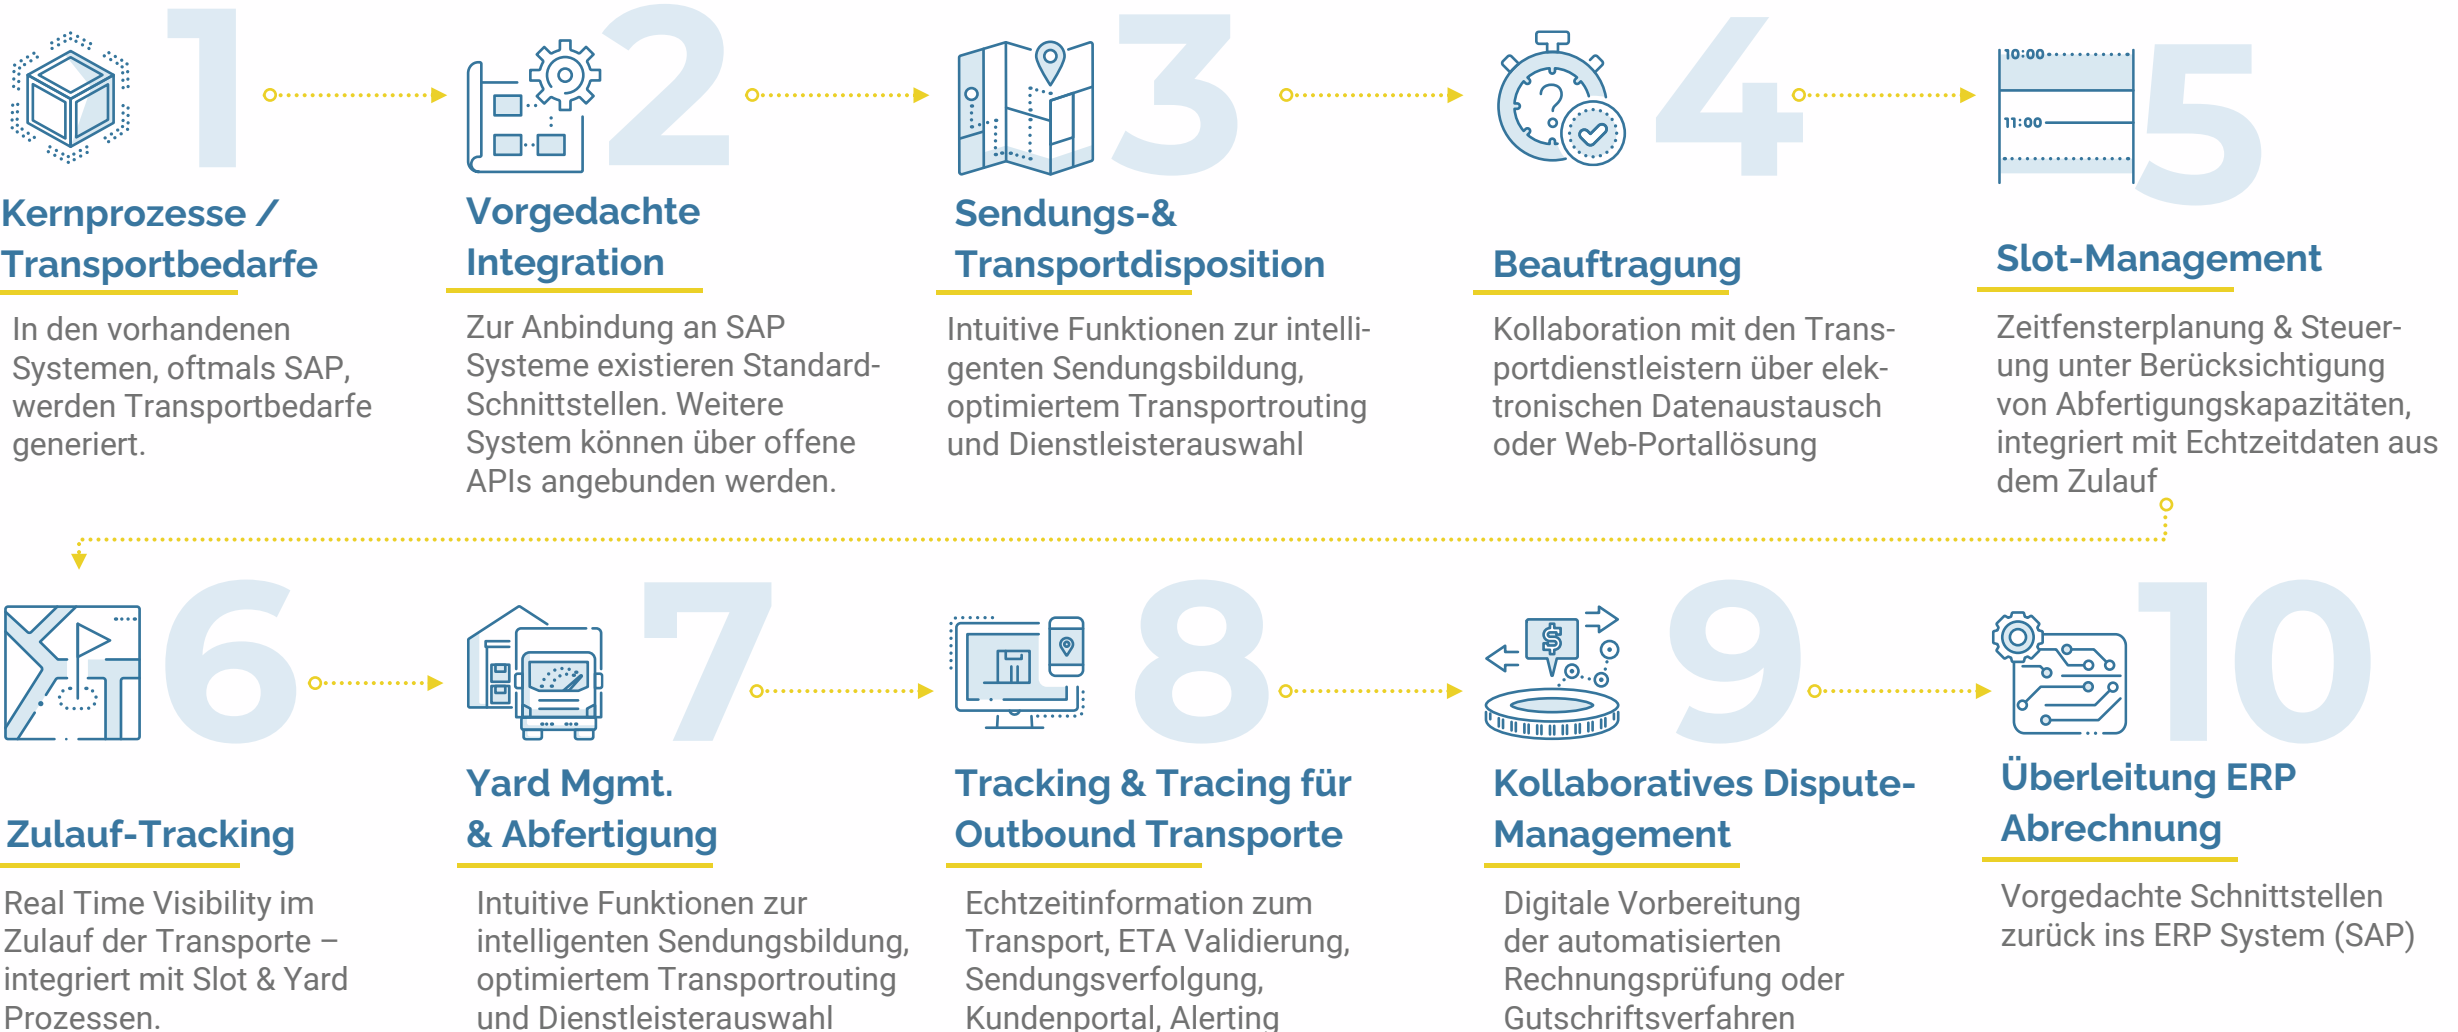 1
Kernprozesse /
Transportbedarfe
In den vorhandenen
Systemen, oftmals SAP,
werden Transportbedarfe
generiert.
2
Vorgedachte
Integration
Zur Anbindung an SAP
Systeme existieren Standard-
Schnittstellen. Weitere
System können über offene
APIs angebunden werden.
3
Sendungs-&
Transportdisposition
Intuitive Funktionen zur intelli-
genten Sendungsbildung,
optimiertem Transportrouting
und Dienstleisterauswahl
?
4
Beauftragung
Kollaboration mit den Trans-
portdienstleistern über elek-
tronischen Datenaustausch
oder Web-Portallösung
10:00
11:00
5
Slot-Management
Zeitfensterplanung & Steuer-
ung unter Berücksichtigung
von Abfertigungskapazitäten,
integriert mit Echtzeitdaten aus
dem Zulauf
6
Zulauf-Tracking
Real Time Visibility im
Zulauf der Transporte –
integriert mit Slot & Yard
Prozessen.
7
Yard Mgmt.
& Abfertigung
Intuitive Funktionen zur
intelligenten Sendungsbildung,
optimiertem Transportrouting
und Dienstleisterauswahl
8
Tracking & Tracing für
Outbound Transporte
Echtzeitinformation zum
Transport, ETA Validierung,
Sendungsverfolgung,
Kundenportal, Alerting
$
9
Kollaboratives Dispute-
Management
Digitale Vorbereitung
der automatisierten
Rechnungsprüfung oder
Gutschriftsverfahren
10
Überleitung ERP
Abrechnung
Vorgedachte Schnittstellen
zurück ins ERP System (SAP)